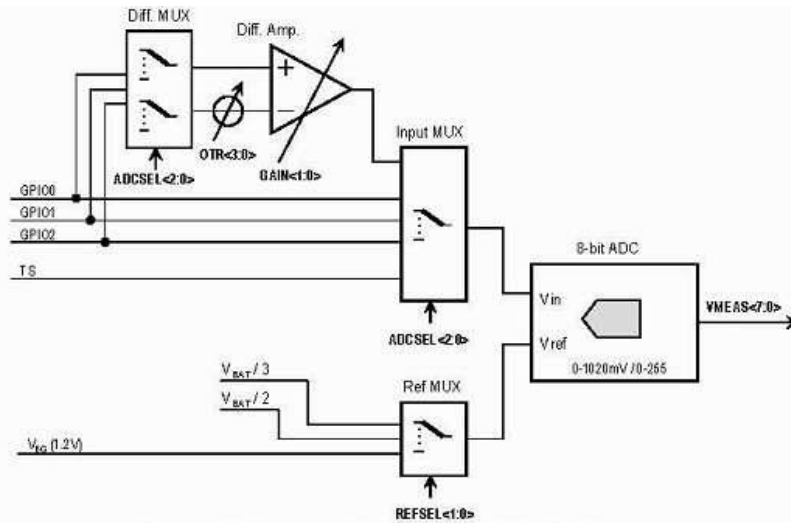 Diff. MUX
Diff. Amp.
+
−
OTR<3:0>
GAIN<1:0>
ADCSEL<2:0>
Input MUX
GPIO0
GPIO1
GPIO2
TS
8-bit ADC
Vin
Vref
VMEAS<7:0>
0-1020mV /0-255
ADCSEL<2:0>
VBAT / 3
Ref MUX
VBAT / 2
VBG (1.2V)
REFSEL<1:0>